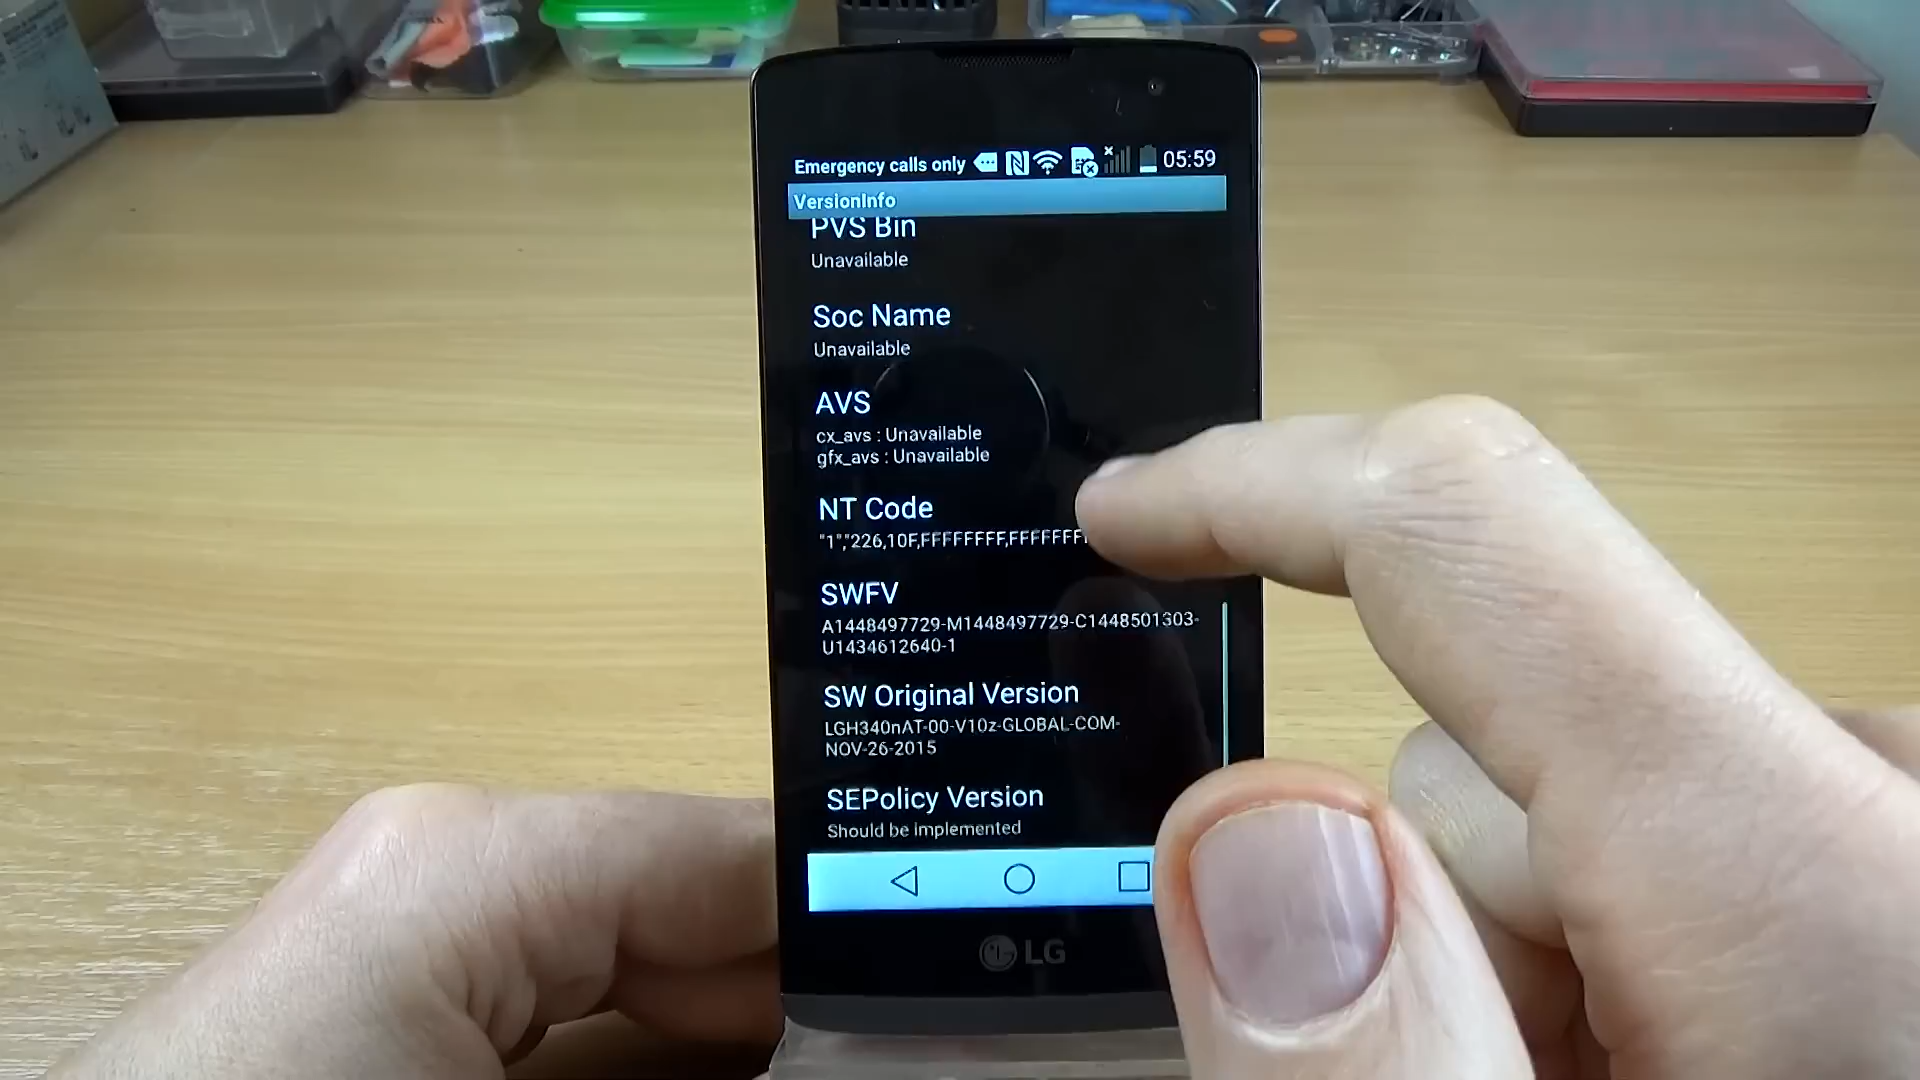 Emergency calls only 05:59
VersionInfo
PVS Bin
Unavailable
Soc Name
Unavailable
AVS
cx_avs : Unavailable
gfx_avs : Unavailable
NT Code
"1","226,10F,FFFFFFFF,FFFFFFF
SWFV
A1448497729-M1448497729-C1448501303-
U1434612640-1
SW Original Version
LGH340nAT-00-V10z-GLOBAL-COM-
NOV-26-2015
SEPolicy Version
Should be implemented
LG